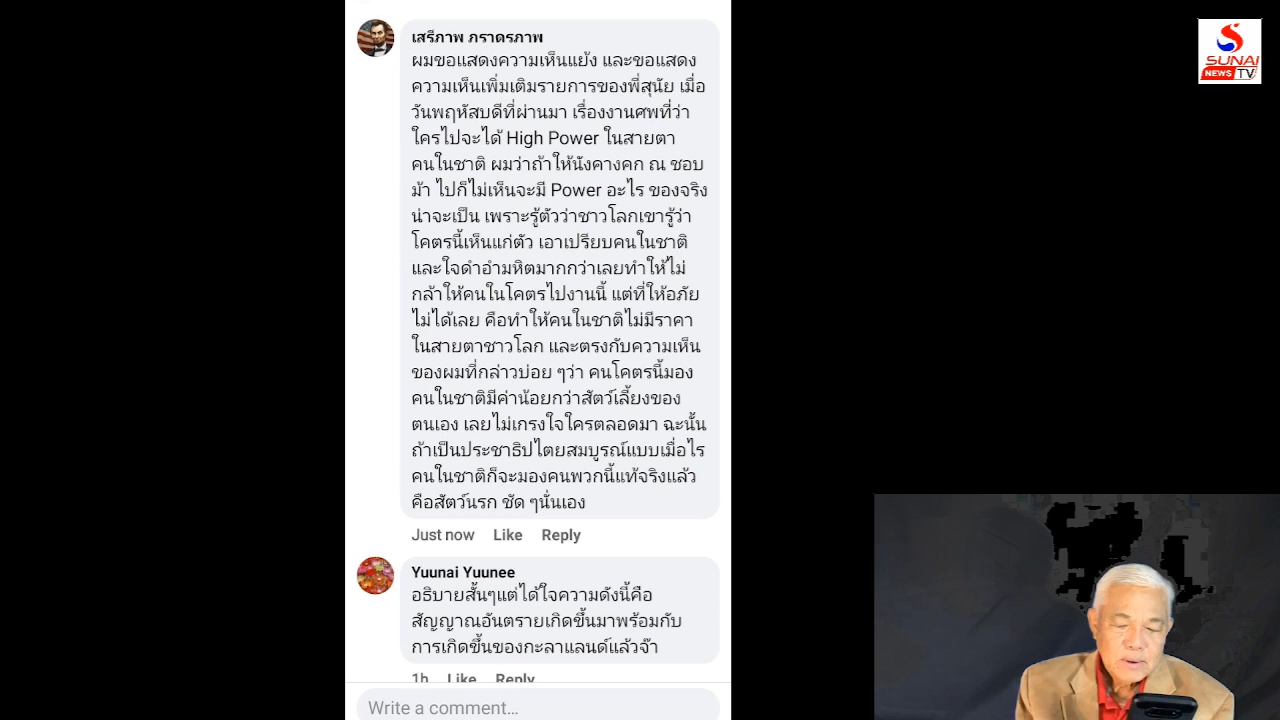 เสรีภาพ ภราดรภาพ
ผมขอแสดงความเห็นแย้ง และขอแสดง
ความเห็นเพิ่มเติมรายการของพี่สุนัย เมื่อ
วันพฤหัสบดีที่ผ่านมา เรื่องงานศพที่ว่า
ใครไปจะได้ High Power ในสายตา
คนในชาติ ผมว่าถ้าให้นังคางคก ณ ชอบ
ม้า ไปก็ไม่เห็นจะมี Power อะไร ของจริง
น่าจะเป็น เพราะรู้ตัวว่าชาวโลกเขารู้ว่า
โคตรนี้เห็นแก่ตัว เอาเปรียบคนในชาติ
และใจดำอำมหิตมากกว่าเลยทำให้ไม่
กล้าให้คนในโคตรไปงานนี้ แต่ที่ให้อภัย
ไม่ได้เลย คือทำให้คนในชาติไม่มีราคา
ในสายตาชาวโลก และตรงกับความเห็น
ของผมที่กล่าวบ่อย ๆว่า คนโคตรนี้มอง
คนในชาติมีค่าน้อยกว่าสัตว์เลี้ยงของ
ตนเอง เลยไม่เกรงใจใครตลอดมา ฉะนั้น
ถ้าเป็นประชาธิปไตยสมบูรณ์แบบเมื่อไร
คนในชาติก็จะมองคนพวกนี้แท้จริงแล้ว
คือสัตว์นรก ชัด ๆนั่นเอง
Just now Like Reply
Yuunai Yuunee
อธิบายสั้นๆแต่ได้ใจความดังนี้คือ
สัญญาณอันตรายเกิดขึ้นมาพร้อมกับ
การเกิดขึ้นของกะลาแลนด์แล้วจ๊า
1h Like Reply
Write a comment...
SUNAI
NEWS TV